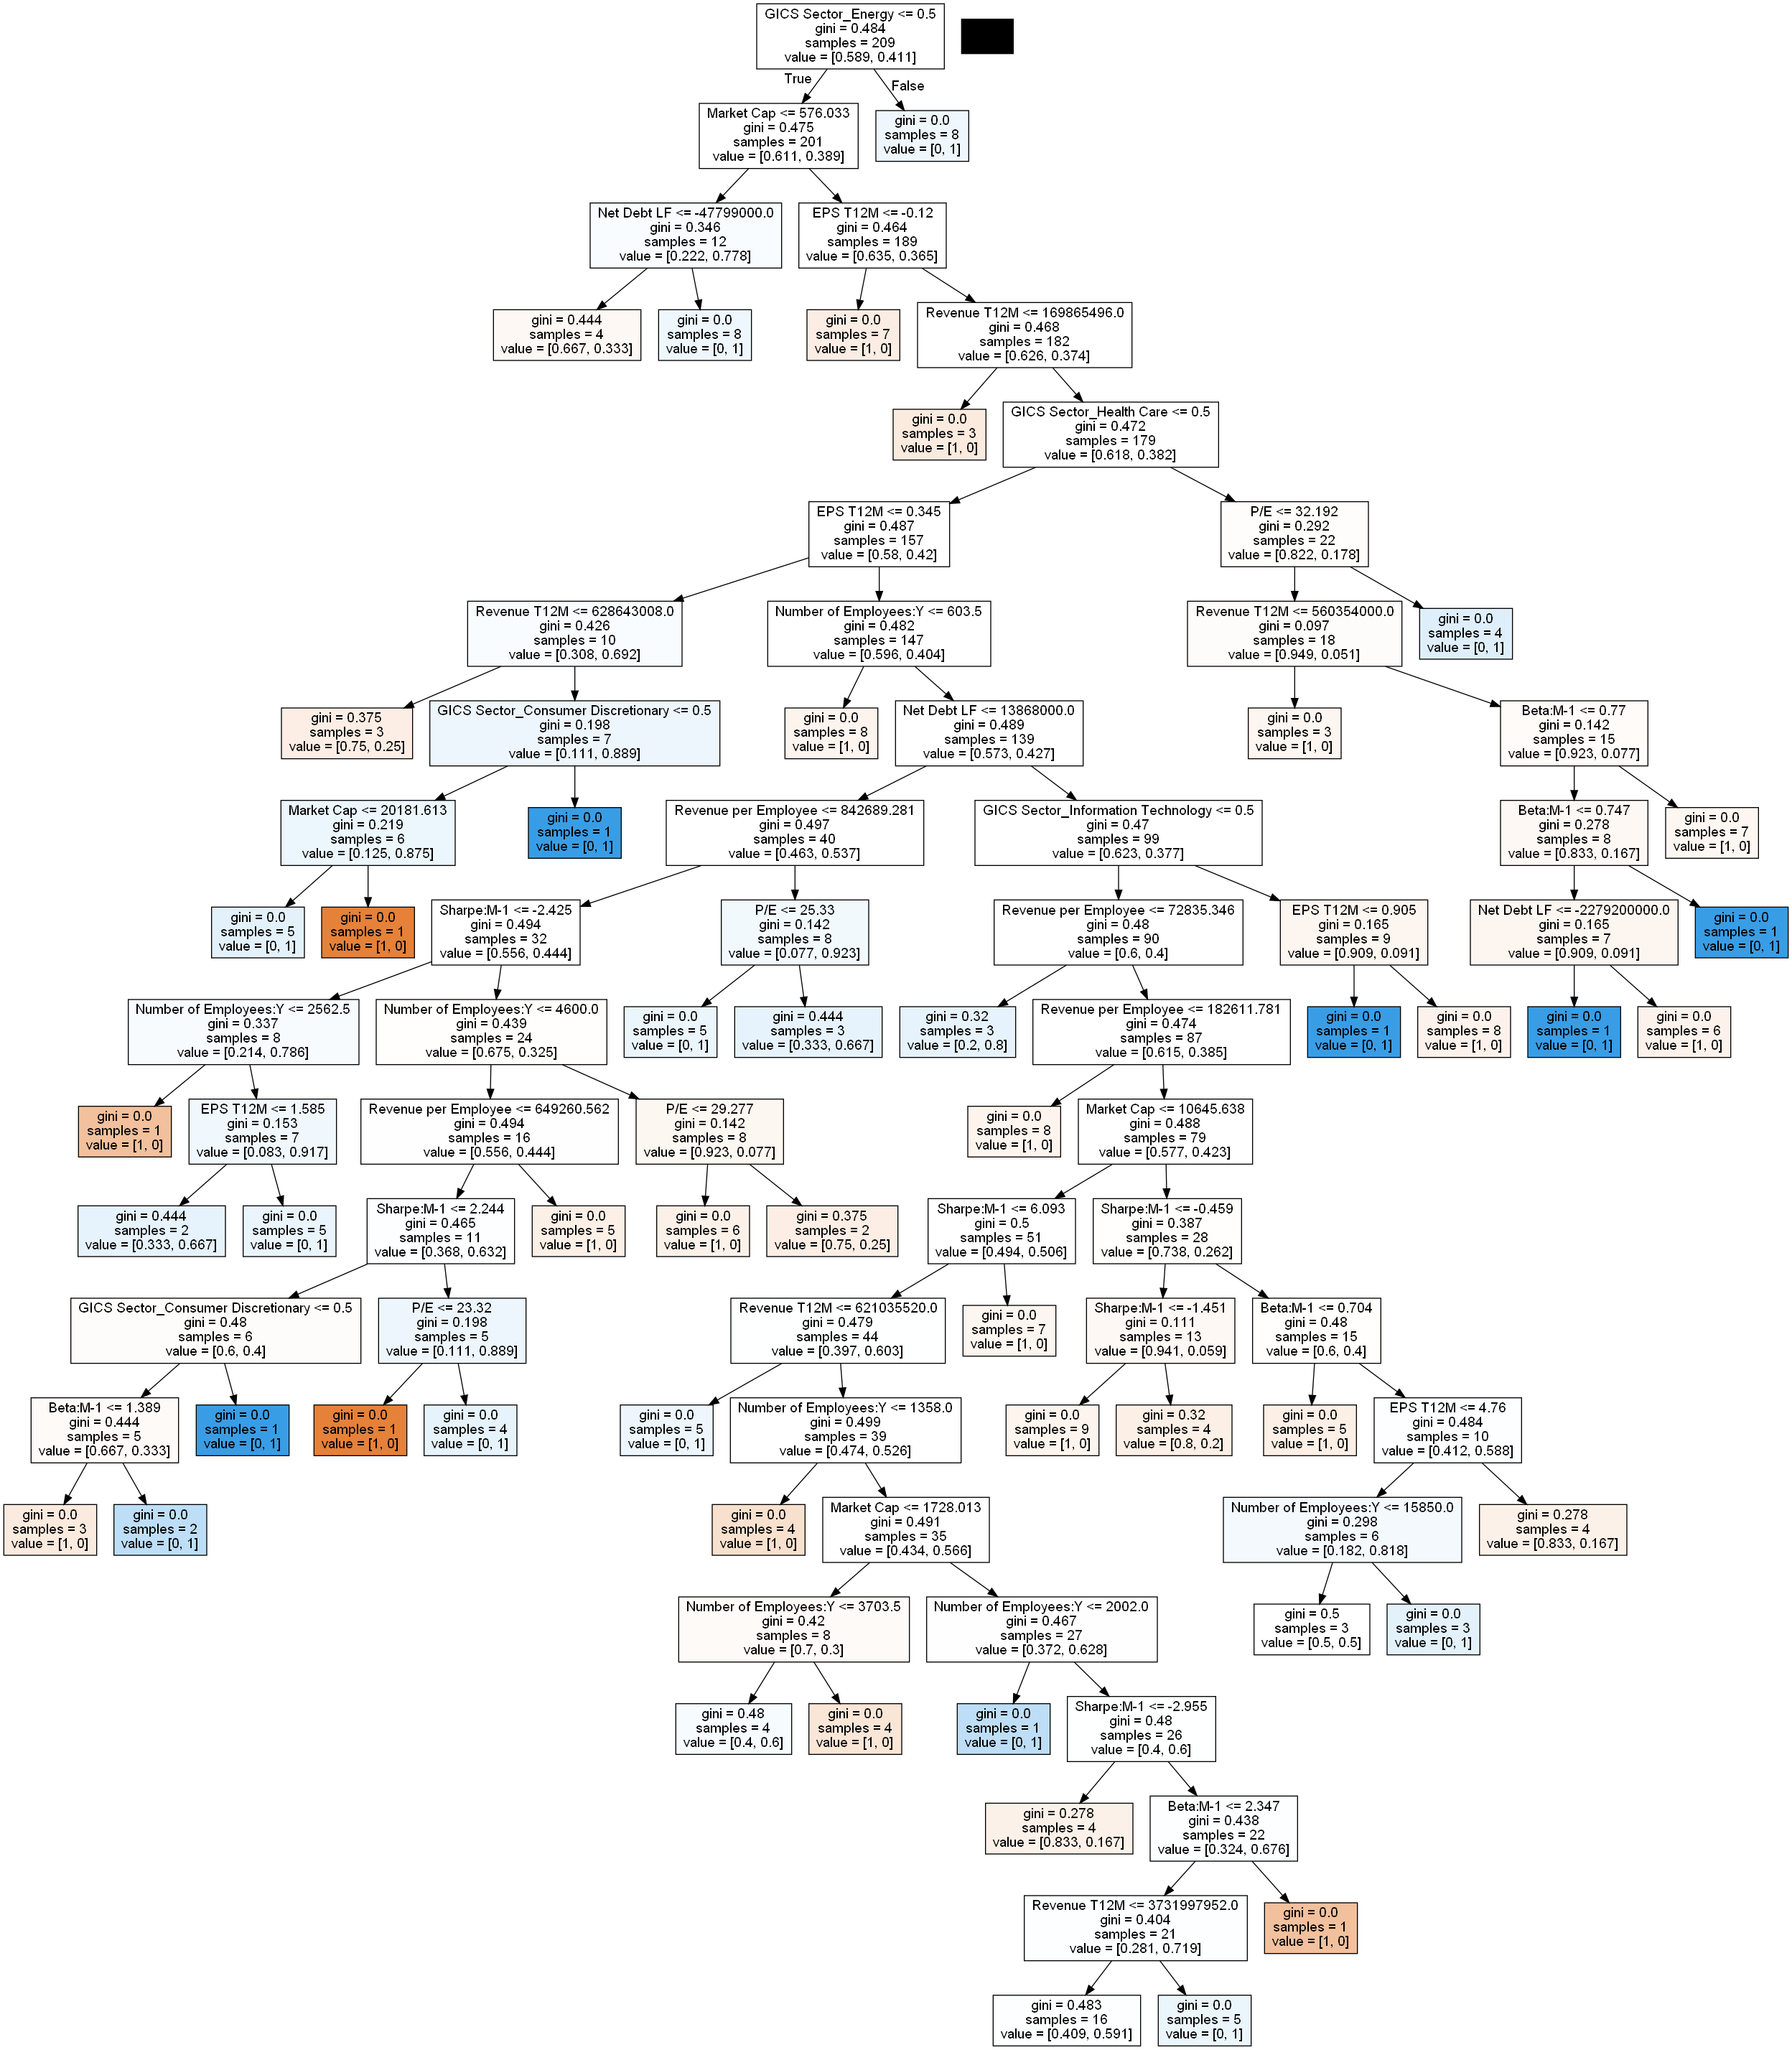 GICS Sector_Energy <= 0.5
gini = 0.484
samples = 209
value = [0.589, 0.411]
True
False
Market Cap <= 576.033
gini = 0.475
samples = 201
value = [0.611, 0.389]
gini = 0.0
samples = 8
value = [0, 1]
Net Debt LF <= -47799000.0
gini = 0.346
samples = 12
value = [0.222, 0.778]
EPS T12M <= -0.12
gini = 0.464
samples = 189
value = [0.635, 0.365]
gini = 0.444
samples = 4
value = [0.667, 0.333]
gini = 0.0
samples = 8
value = [0, 1]
gini = 0.0
samples = 7
value = [1, 0]
Revenue T12M <= 169865496.0
gini = 0.468
samples = 182
value = [0.626, 0.374]
gini = 0.0
samples = 3
value = [1, 0]
GICS Sector_Health Care <= 0.5
gini = 0.472
samples = 179
value = [0.618, 0.382]
EPS T12M <= 0.345
gini = 0.487
samples = 157
value = [0.58, 0.42]
P/E <= 32.192
gini = 0.292
samples = 22
value = [0.822, 0.178]
Revenue T12M <= 628643008.0
gini = 0.426
samples = 10
value = [0.308, 0.692]
Number of Employees:Y <= 603.5
gini = 0.482
samples = 147
value = [0.596, 0.404]
Revenue T12M <= 560354000.0
gini = 0.097
samples = 18
value = [0.949, 0.051]
gini = 0.0
samples = 4
value = [0, 1]
gini = 0.375
samples = 3
value = [0.75, 0.25]
GICS Sector_Consumer Discretionary <= 0.5
gini = 0.198
samples = 7
value = [0.111, 0.889]
gini = 0.0
samples = 8
value = [1, 0]
Net Debt LF <= 13868000.0
gini = 0.489
samples = 139
value = [0.573, 0.427]
gini = 0.0
samples = 3
value = [1, 0]
Beta:M-1 <= 0.77
gini = 0.142
samples = 15
value = [0.923, 0.077]
Market Cap <= 20181.613
gini = 0.219
samples = 6
value = [0.125, 0.875]
gini = 0.0
samples = 1
value = [0, 1]
Revenue per Employee <= 842689.281
gini = 0.497
samples = 40
value = [0.463, 0.537]
GICS Sector_Information Technology <= 0.5
gini = 0.47
samples = 99
value = [0.623, 0.377]
Beta:M-1 <= 0.747
gini = 0.278
samples = 8
value = [0.833, 0.167]
gini = 0.0
samples = 7
value = [1, 0]
gini = 0.0
samples = 5
value = [0, 1]
gini = 0.0
samples = 1
value = [1, 0]
Sharpe:M-1 <= -2.425
gini = 0.494
samples = 32
value = [0.556, 0.444]
P/E <= 25.33
gini = 0.142
samples = 8
value = [0.077, 0.923]
Revenue per Employee <= 72835.346
gini = 0.48
samples = 90
value = [0.6, 0.4]
EPS T12M <= 0.905
gini = 0.165
samples = 9
value = [0.909, 0.091]
Net Debt LF <= -2279200000.0
gini = 0.165
samples = 7
value = [0.909, 0.091]
gini = 0.0
samples = 1
value = [0, 1]
Number of Employees:Y <= 2562.5
gini = 0.337
samples = 8
value = [0.214, 0.786]
Number of Employees:Y <= 4600.0
gini = 0.439
samples = 24
value = [0.675, 0.325]
gini = 0.0
samples = 5
value = [0, 1]
gini = 0.444
samples = 3
value = [0.333, 0.667]
gini = 0.32
samples = 3
value = [0.2, 0.8]
Revenue per Employee <= 182611.781
gini = 0.474
samples = 87
value = [0.615, 0.385]
gini = 0.0
samples = 1
value = [0, 1]
gini = 0.0
samples = 8
value = [1, 0]
gini = 0.0
samples = 1
value = [0, 1]
gini = 0.0
samples = 6
value = [1, 0]
gini = 0.0
samples = 1
value = [1, 0]
EPS T12M <= 1.585
gini = 0.153
samples = 7
value = [0.083, 0.917]
Revenue per Employee <= 649260.562
gini = 0.494
samples = 16
value = [0.556, 0.444]
P/E <= 29.277
gini = 0.142
samples = 8
value = [0.923, 0.077]
gini = 0.0
samples = 8
value = [1, 0]
Market Cap <= 10645.638
gini = 0.488
samples = 79
value = [0.577, 0.423]
gini = 0.444
samples = 2
value = [0.333, 0.667]
gini = 0.0
samples = 5
value = [0, 1]
Sharpe:M-1 <= 2.244
gini = 0.465
samples = 11
value = [0.368, 0.632]
gini = 0.0
samples = 5
value = [1, 0]
gini = 0.0
samples = 6
value = [1, 0]
gini = 0.375
samples = 2
value = [0.75, 0.25]
Sharpe:M-1 <= 6.093
gini = 0.5
samples = 51
value = [0.494, 0.506]
Sharpe:M-1 <= -0.459
gini = 0.387
samples = 28
value = [0.738, 0.262]
GICS Sector_Consumer Discretionary <= 0.5
gini = 0.48
samples = 6
value = [0.6, 0.4]
P/E <= 23.32
gini = 0.198
samples = 5
value = [0.111, 0.889]
Revenue T12M <= 621035520.0
gini = 0.479
samples = 44
value = [0.397, 0.603]
gini = 0.0
samples = 7
value = [1, 0]
Sharpe:M-1 <= -1.451
gini = 0.111
samples = 13
value = [0.941, 0.059]
Beta:M-1 <= 0.704
gini = 0.48
samples = 15
value = [0.6, 0.4]
Beta:M-1 <= 1.389
gini = 0.444
samples = 5
value = [0.667, 0.333]
gini = 0.0
samples = 1
value = [0, 1]
gini = 0.0
samples = 1
value = [1, 0]
gini = 0.0
samples = 4
value = [0, 1]
gini = 0.0
samples = 5
value = [0, 1]
Number of Employees:Y <= 1358.0
gini = 0.499
samples = 39
value = [0.474, 0.526]
gini = 0.0
samples = 9
value = [1, 0]
gini = 0.32
samples = 4
value = [0.8, 0.2]
gini = 0.0
samples = 5
value = [1, 0]
EPS T12M <= 4.76
gini = 0.484
samples = 10
value = [0.412, 0.588]
gini = 0.0
samples = 3
value = [1, 0]
gini = 0.0
samples = 2
value = [0, 1]
gini = 0.0
samples = 4
value = [1, 0]
Market Cap <= 1728.013
gini = 0.491
samples = 35
value = [0.434, 0.566]
Number of Employees:Y <= 15850.0
gini = 0.298
samples = 6
value = [0.182, 0.818]
gini = 0.278
samples = 4
value = [0.833, 0.167]
Number of Employees:Y <= 3703.5
gini = 0.42
samples = 8
value = [0.7, 0.3]
Number of Employees:Y <= 2002.0
gini = 0.467
samples = 27
value = [0.372, 0.628]
gini = 0.5
samples = 3
value = [0.5, 0.5]
gini = 0.0
samples = 3
value = [0, 1]
gini = 0.48
samples = 4
value = [0.4, 0.6]
gini = 0.0
samples = 4
value = [1, 0]
gini = 0.0
samples = 1
value = [0, 1]
Sharpe:M-1 <= -2.955
gini = 0.48
samples = 26
value = [0.4, 0.6]
gini = 0.278
samples = 4
value = [0.833, 0.167]
Beta:M-1 <= 2.347
gini = 0.438
samples = 22
value = [0.324, 0.676]
Revenue T12M <= 3731997952.0
gini = 0.404
samples = 21
value = [0.281, 0.719]
gini = 0.0
samples = 1
value = [1, 0]
gini = 0.483
samples = 16
value = [0.409, 0.591]
gini = 0.0
samples = 5
value = [0, 1]